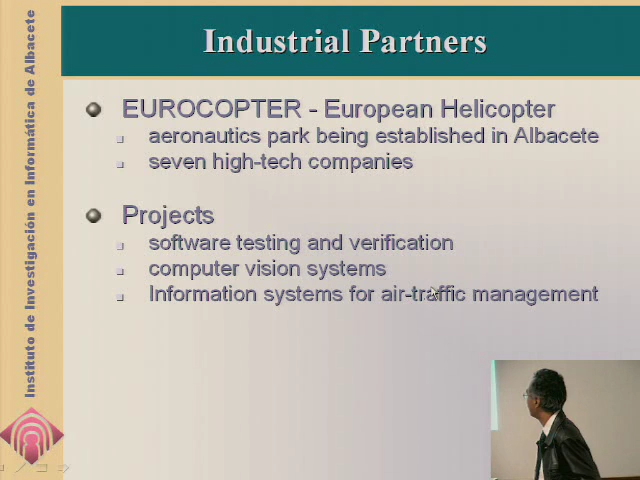 Industrial Partners
EUROCOPTER - European Helicopter
aeronautics park being established in Albacete
seven high-tech companies
Projects
software testing and verification
computer vision systems
Information systems for air-traffic management
Instituto de Investigación en Informática de Albacete